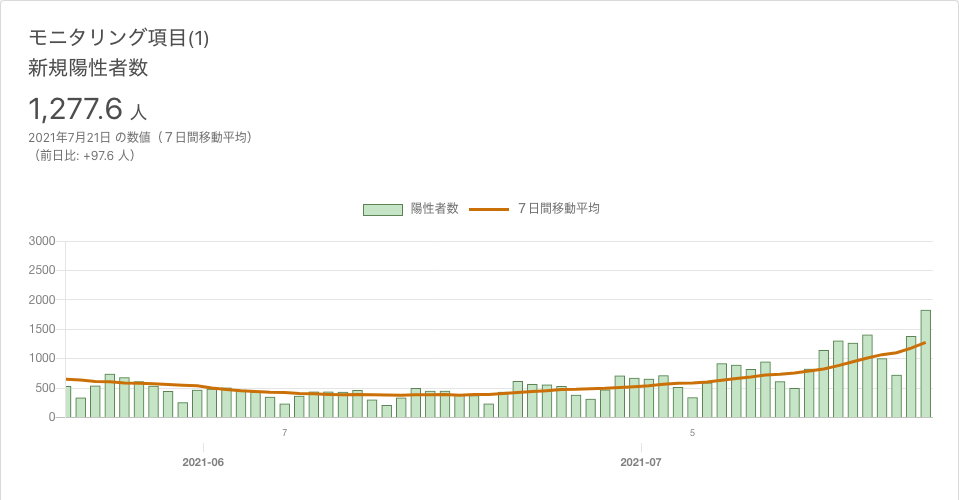 モニタリング項目(1)
新規陽性者数
1,277.6 人
2021年7月21日 の数値（７日間移動平均）
（前日比: +97.6 人）
陽性者数 ７日間移動平均
3000
2500
2000
1500
1000
500
0
7 5
2021-06 2021-07